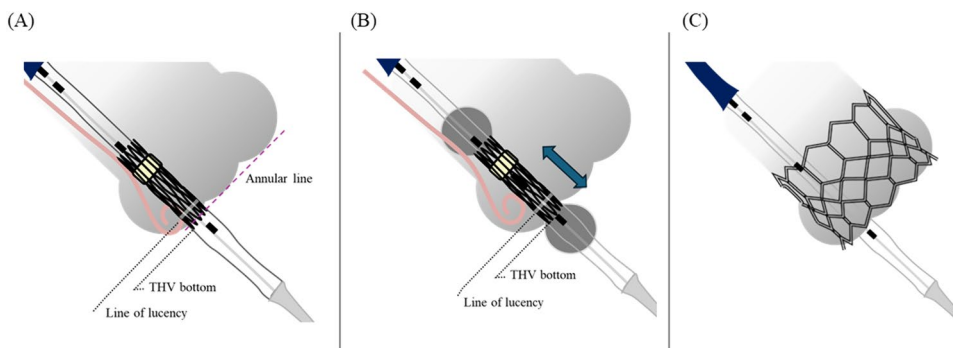 (A)
(B)
(C)
Annular line
THV bottom
Line of lucency
THV bottom
Line of lucency